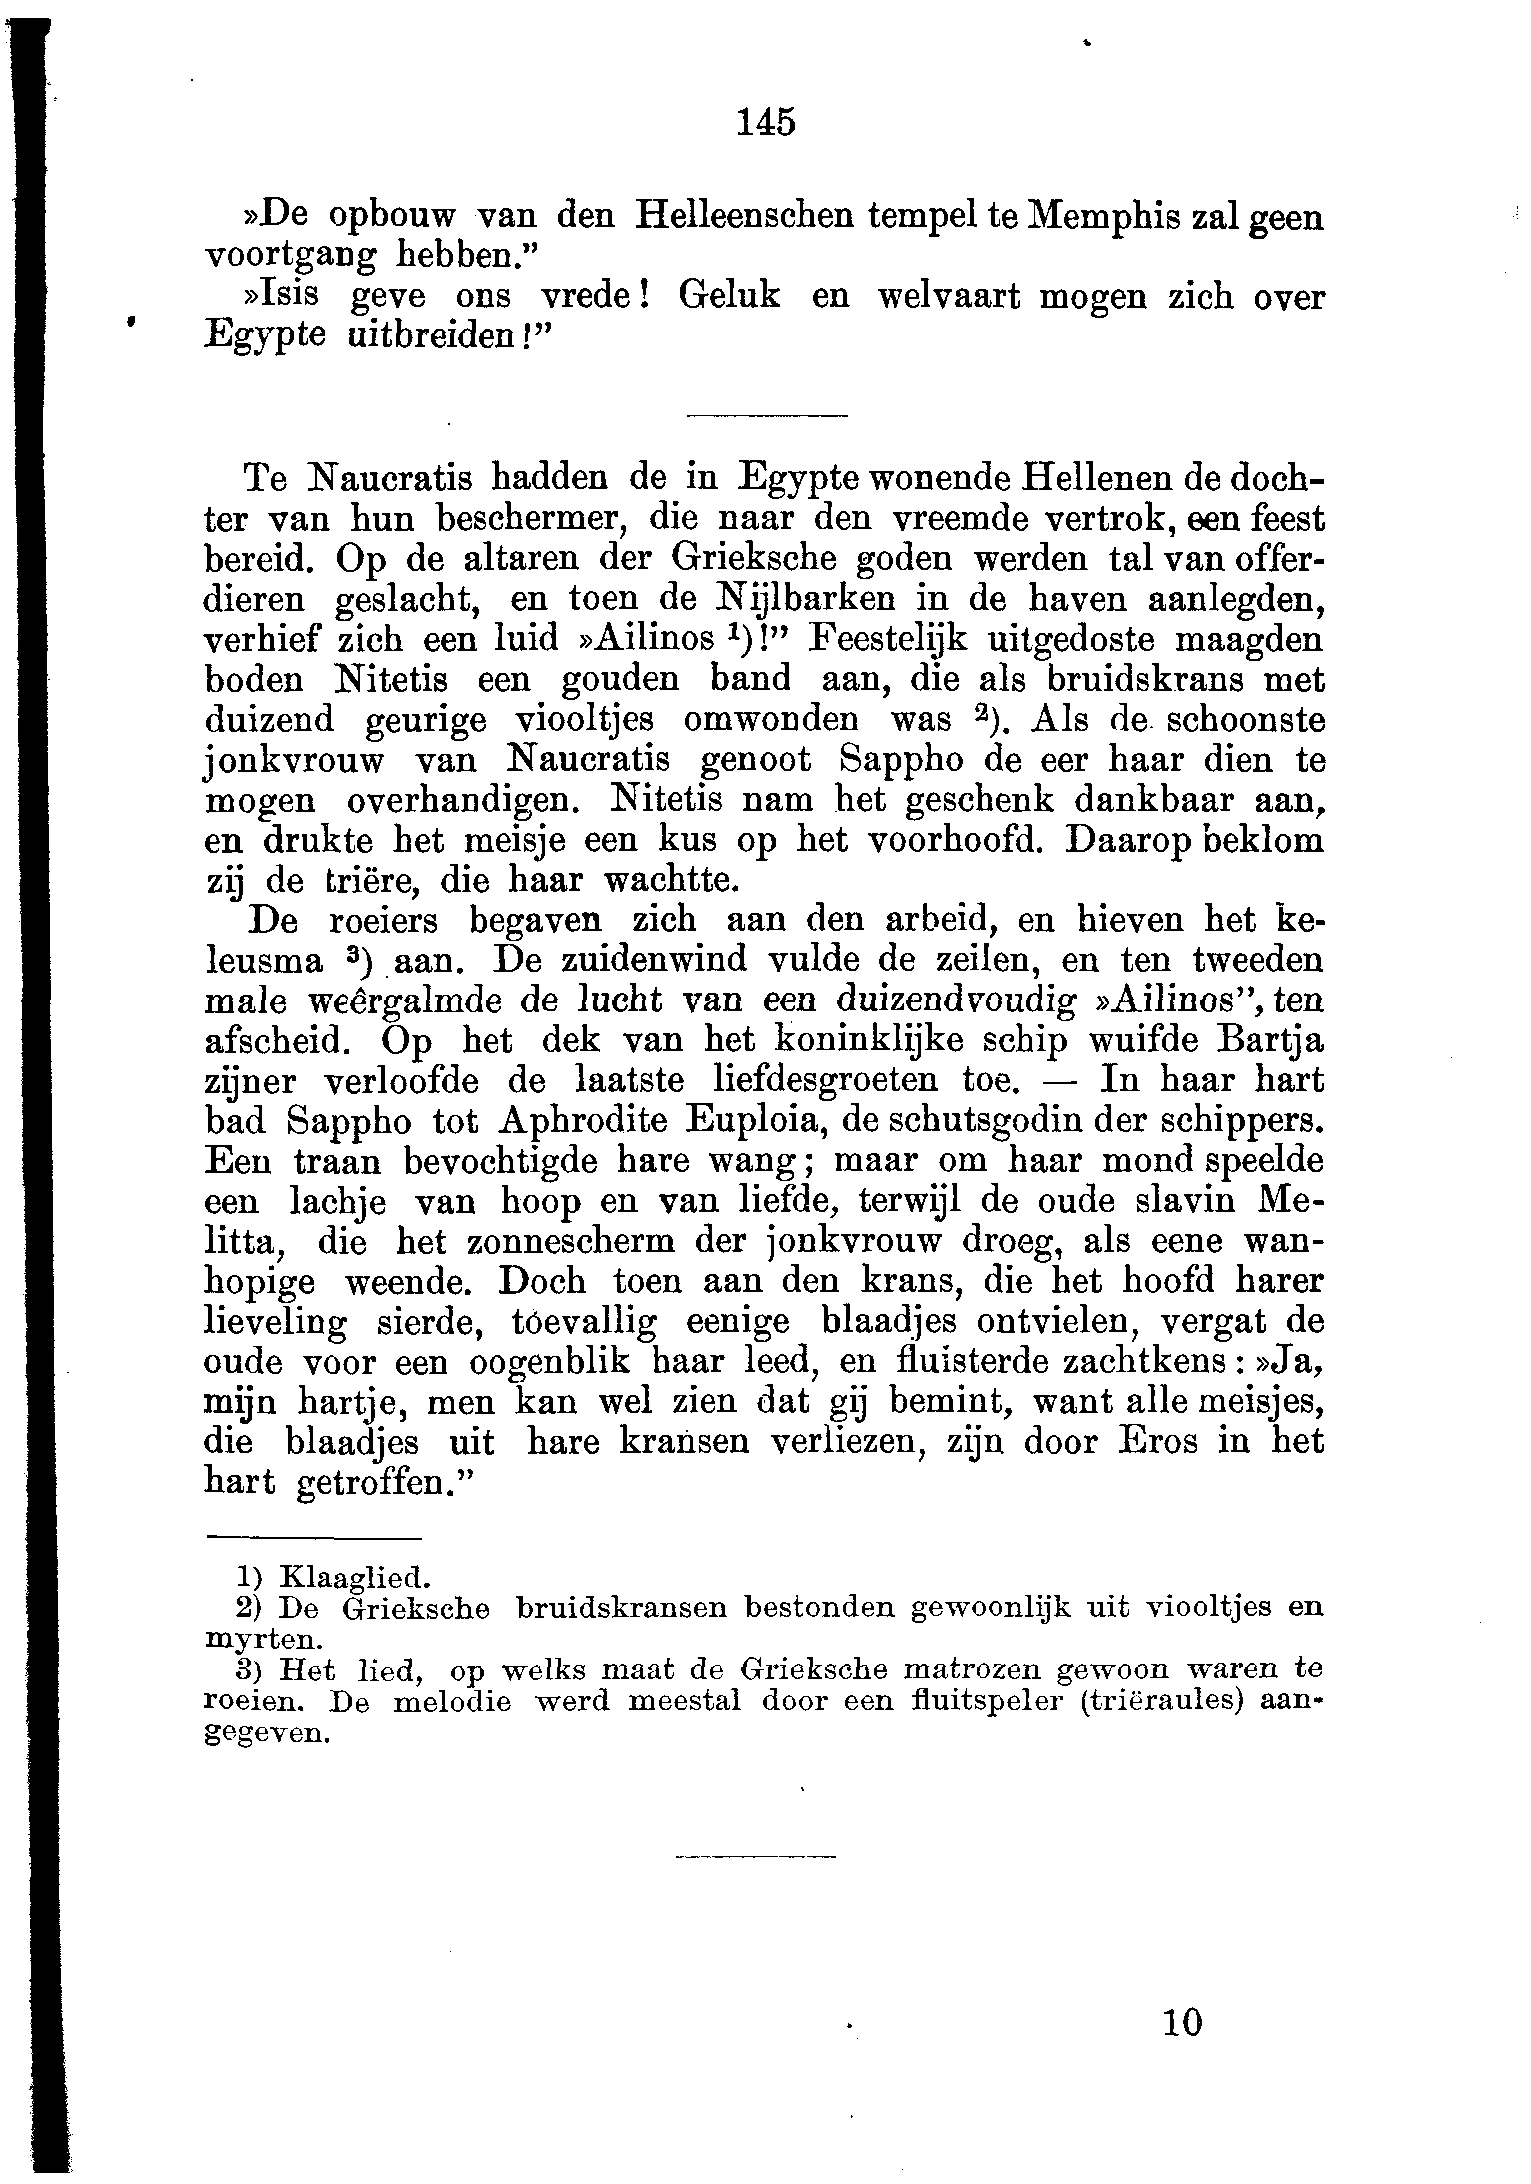 145
»De opbouw van den Helleenschen tempel te Memphis zal geen
voortgang hebben.”
»Isis geve ons vrede! Geluk en welvaart mogen zich over
Egypte uitbreiden!”
Te Naucratis hadden de in Egypte wonende Hellenen de doch-
ter van hun beschermer, die naar den vreemde vertrok, een feest
bereid. Op de altaren der Grieksche goden werden tal van offer-
dieren geslacht, en toen de Nijlbarken in de haven aanlegden,
verhief zich een luid »Ailinos ¹)!” Feestelijk uitgedoste maagden
boden Nitetis een gouden band aan, die als bruidskrans met
duizend geurige viooltjes omwonden was ²). Als de schoonste
jonkvrouw van Naucratis genoot Sappho de eer haar dien te
mogen overhandigen. Nitetis nam het geschenk dankbaar aan,
en drukte het meisje een kus op het voorhoofd. Daarop beklom
zij de triëre, die haar wachtte.
De roeiers begaven zich aan den arbeid, en hieven het ke-
leusma ³) aan. De zuidenwind vulde de zeilen, en ten tweeden
male weêrgalmde de lucht van een duizendvoudig »Ailinos”, ten
afscheid. Op het dek van het koninklijke schip wuifde Bartja
zijner verloofde de laatste liefdesgroeten toe. — In haar hart
bad Sappho tot Aphrodite Euploia, de schutsgodin der schippers.
Een traan bevochtigde hare wang; maar om haar mond speelde
een lachje van hoop en van liefde, terwijl de oude slavin Me-
litta, die het zonnescherm der jonkvrouw droeg, als eene wan-
hopige weende. Doch toen aan den krans, die het hoofd harer
lieveling sierde, toevallig eenige blaadjes ontvielen, vergat de
oude voor een oogenblik haar leed, en fluisterde zachtkens: »Ja,
mijn hartje, men kan wel zien dat gij bemint, want alle meisjes,
die blaadjes uit hare kransen verliezen, zijn door Eros in het
hart getroffen.”
1) Klaaglied.
2) De Grieksche bruidskransen bestonden gewoonlijk uit viooltjes en
myrten.
3) Het lied, op welks maat de Grieksche matrozen gewoon waren te
roeien. De melodie werd meestal door een fluitspeler (triëraules) aan-
gegeven.
10